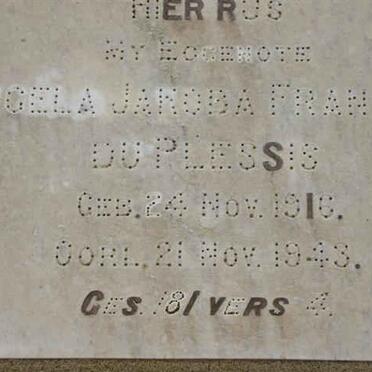 HIER RUS
MY EGGENOTE
GELA JAKOBA FRAN
DU PLESSIS
GEB. 24 NOV. 1916.
OORL. 21 NOV. 1943.
GES. 181 VERS 4.